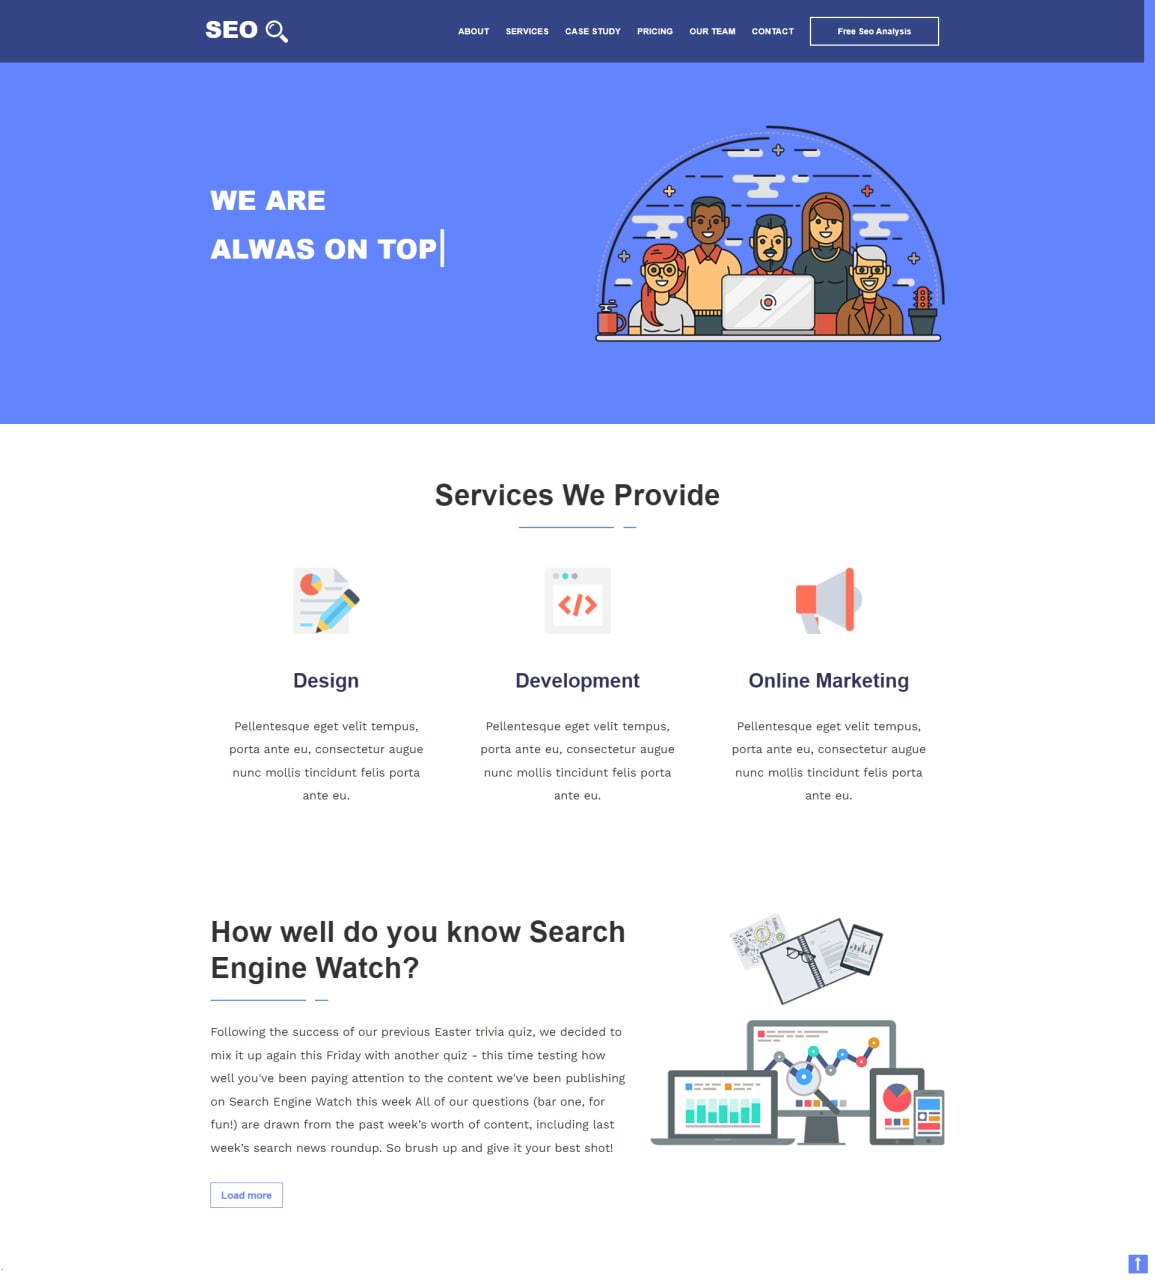 SEO
ABOUT SERVICES CASE STUDY PRICING OUR TEAM CONTACT Free Seo Analysis
WE ARE
ALWAS ON TOP
Services We Provide
Design
Pellentesque eget velit tempus,
porta ante eu, consectetur augue
nunc mollis tincidunt felis porta
ante eu.
Development
Pellentesque eget velit tempus,
porta ante eu, consectetur augue
nunc mollis tincidunt felis porta
ante eu.
Online Marketing
Pellentesque eget velit tempus,
porta ante eu, consectetur augue
nunc mollis tincidunt felis porta
ante eu.
How well do you know Search
Engine Watch?
Following the success of our previous Easter trivia quiz, we decided to
mix it up again this Friday with another quiz - this time testing how
well you've been paying attention to the content we've been publishing
on Search Engine Watch this week All of our questions (bar one, for
fun!) are drawn from the past week’s worth of content, including last
week’s search news roundup. So brush up and give it your best shot!
Load more